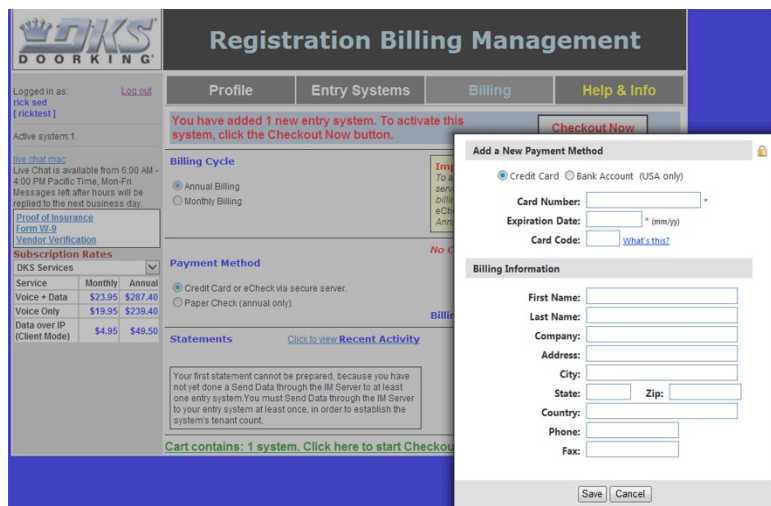 DKS
DOORKING
Registration Billing Management
Logged in as: Log out
rick sed
[ ricktest ]
Active system:1.
live chat mac
Live Chat is available from 6:00 AM -
4:00 PM Pacific Time, Mon-Fri.
Messages left after hours will be
replied to the next business day.
Proof of Insurance
Form W-9
Vendor Verification
Subscription Rates
DKS Services
Service Monthly Annual
Voice + Data $23.95 $287.40
Voice Only $19.95 $239.40
Data over IP
(Client Mode) $4.95 $49.50
Profile Entry Systems Billing Help & Info
You have added 1 new entry system. To activate this
system, click the Checkout Now button.
Checkout Now
Billing Cycle
Annual Billing
Monthly Billing
Payment Method
Credit Card or eCheck via
secure server.
Paper Check (annual only).
Statements Click to view Recent Activity
Your first statement cannot be
prepared, because you have
not yet done a Send Data through the IM Server to at least
one entry system.You must Send Data through the IM Server
to your entry system at least once, in order to establish the
system's tenant count.
Cart contains: 1 system. Click here to start
Add a New Payment Method
Credit Card Bank Account (USA only)
Card Number: *
Expiration Date: * (mm/yy)
Card Code: What's this?
Billing Information
First Name:
Last Name:
Company:
Address:
City:
State: Zip:
Country:
Phone:
Fax:
Save Cancel